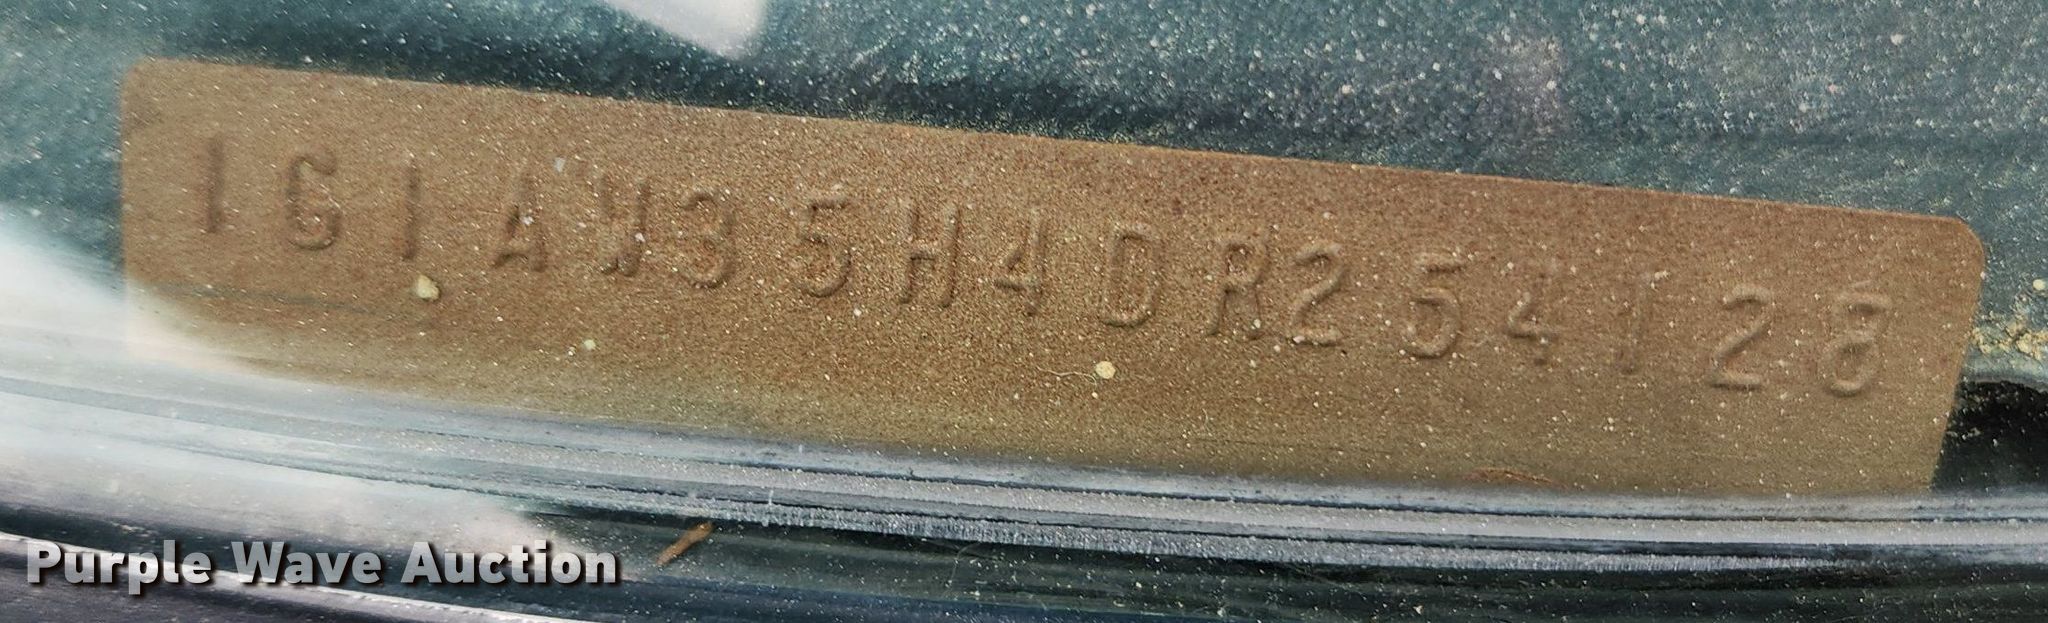 1G1AW35H4DR254128
Purple Wave Auction